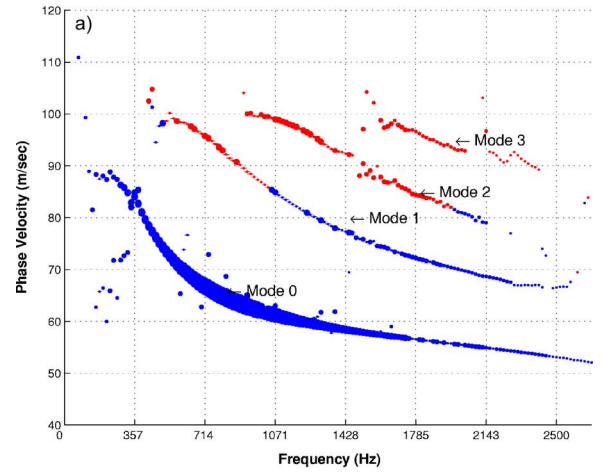 a)
120
110
100
90
80
70
60
50
40
Phase Velocity (m/sec)
← Mode 3
← Mode 2
← Mode 1
← Mode 0
0 357 714 1071 1428 1785 2143 2500
Frequency (Hz)